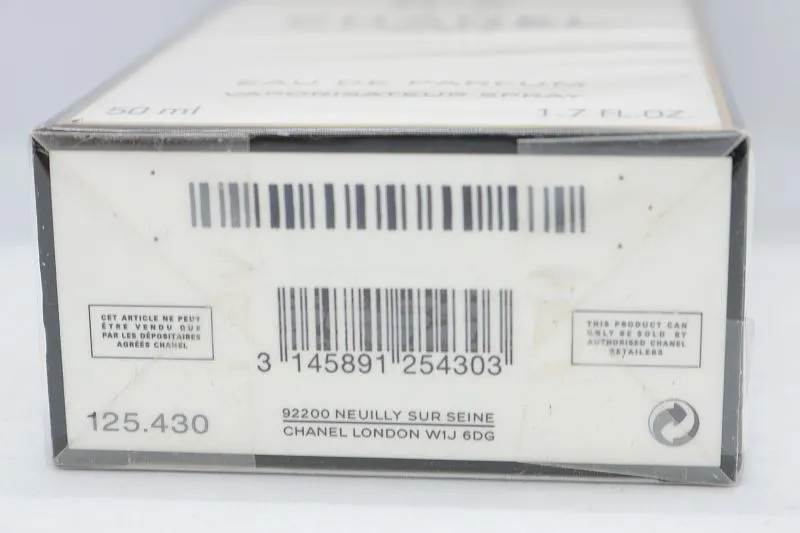 CHANEL
EAU DE PARFUM
VAPORISATEUR SPRAY
50 ml
1.7 FL.OZ.
CET ARTICLE NE PEUT
ÊTRE VENDU QUE
PAR LES DÉPOSITAIRES
AGRÉÉS CHANEL
THIS PRODUCT CAN
ONLY BE SOLD BY
AUTHORISED CHANEL
RETAILERS
3 145891 254303
125.430
92200 NEUILLY SUR SEINE
CHANEL LONDON W1J 6DG